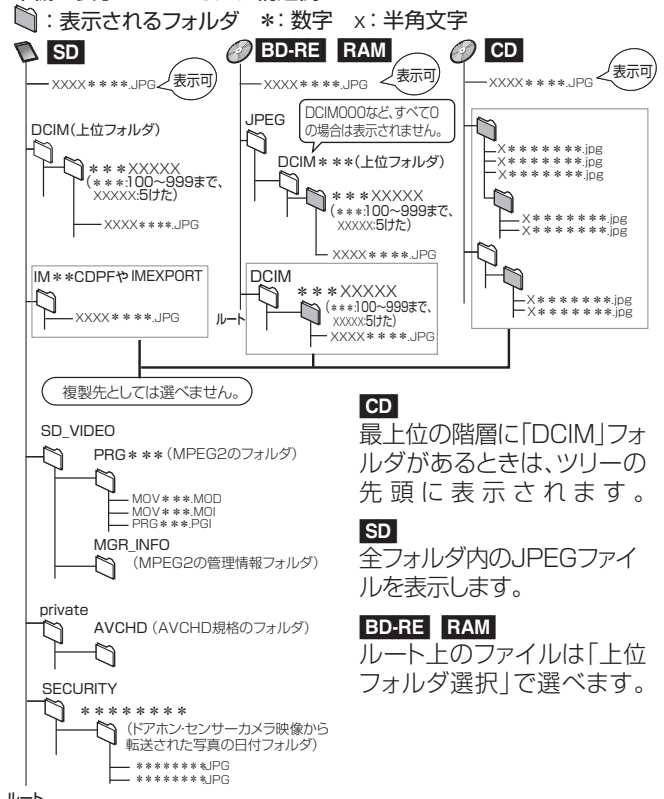 ：表示されるフォルダ ＊：数字 x：半角文字
SD
XXXX＊＊＊＊.JPG
表示可
DCIM（上位フォルダ）
＊＊＊XXXXX
（＊＊＊:100～999まで、
XXXXX:5けた）
XXXX＊＊＊＊.JPG
IM＊＊CDPFや IMEXPORT
XXXX＊＊＊＊.JPG
BD-RE RAM
XXXX＊＊＊＊.JPG
表示可
JPEG
DCIM000など、すべて0
の場合は表示されません。
DCIM＊＊＊（上位フォルダ）
＊＊＊XXXXX
（＊＊＊:100～999まで、
XXXXX:5けた）
XXXX＊＊＊＊.JPG
DCIM
＊＊＊XXXXX
（＊＊＊:100～999まで、
XXXXX:5けた）
XXXX＊＊＊＊.JPG
ルート
CD
XXXX＊＊＊＊.JPG
表示可
X＊＊＊＊＊＊＊.jpg
X＊＊＊＊＊＊＊.jpg
X＊＊＊＊＊＊＊.jpg
X＊＊＊＊＊＊＊.jpg
X＊＊＊＊＊＊＊.jpg
X＊＊＊＊＊＊＊.jpg
X＊＊＊＊＊＊＊.jpg
複製先としては選べません。
SD_VIDEO
PRG＊＊＊（MPEG2のフォルダ）
MOV＊＊＊.MOD
MOV＊＊＊.MOI
PRG＊＊＊.PGI
MGR_INFO
（MPEG2の管理情報フォルダ）
private
AVCHD（AVCHD規格のフォルダ）
SECURITY
＊＊＊＊＊＊＊＊
（ドアホン・センサーカメラ映像から
転送された写真の日付フォルダ）
＊＊＊＊＊＊＊＊.JPG
＊＊＊＊＊＊＊＊.JPG
CD
最上位の階層に「DCIM」フォ
ルダがあるときは、ツリーの
先頭に表示されます。
SD
全フォルダ内のJPEGファイ
ルを表示します。
BD-RE RAM
ルート上のファイルは「上位
フォルダ選択」で選べます。